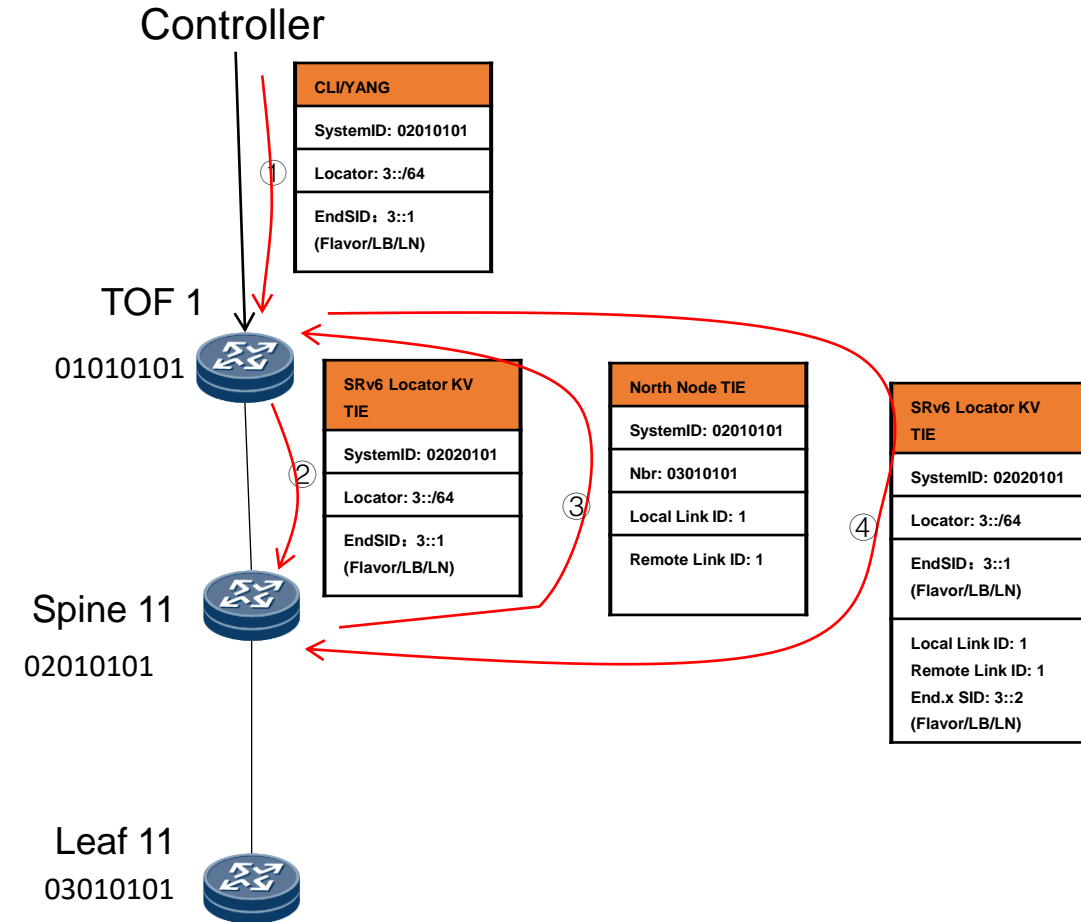 Controller
CLI/YANG
SystemID: 02010101
Locator: 3::/64
EndSID：3::1
(Flavor/LB/LN)
①
TOF 1
01010101
SRv6 Locator KV
TIE
SystemID: 02020101
Locator: 3::/64
EndSID：3::1
(Flavor/LB/LN)
②
③
North Node TIE
SystemID: 02010101
Nbr: 03010101
Local Link ID: 1
Remote Link ID: 1
④
SRv6 Locator KV
TIE
SystemID: 02020101
Locator: 3::/64
EndSID：3::1
(Flavor/LB/LN)
Local Link ID: 1
Remote Link ID: 1
End.x SID: 3::2
(Flavor/LB/LN)
Spine 11
02010101
Leaf 11
03010101